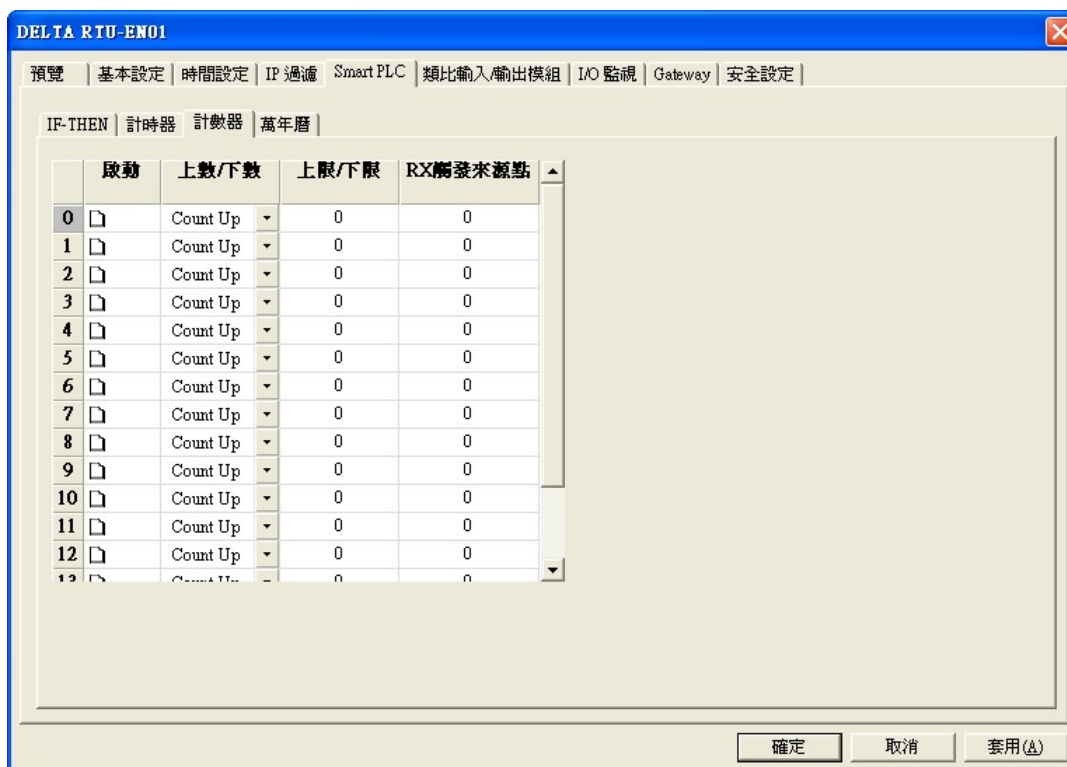 DELTA RTU-EN01
預覽 基本設定 時間設定 IP 過濾 Smart PLC 類比輸入/輸出模組 I/O 監視 Gateway 安全設定
IF-THEN 計時器 計數器 萬年曆
啟動 上數/下數 上限/下限 RX觸發來源點
0 Count Up 0 0
1 Count Up 0 0
2 Count Up 0 0
3 Count Up 0 0
4 Count Up 0 0
5 Count Up 0 0
6 Count Up 0 0
7 Count Up 0 0
8 Count Up 0 0
9 Count Up 0 0
10 Count Up 0 0
11 Count Up 0 0
12 Count Up 0 0
13 Count Up 0 0
確定 取消 套用(A)